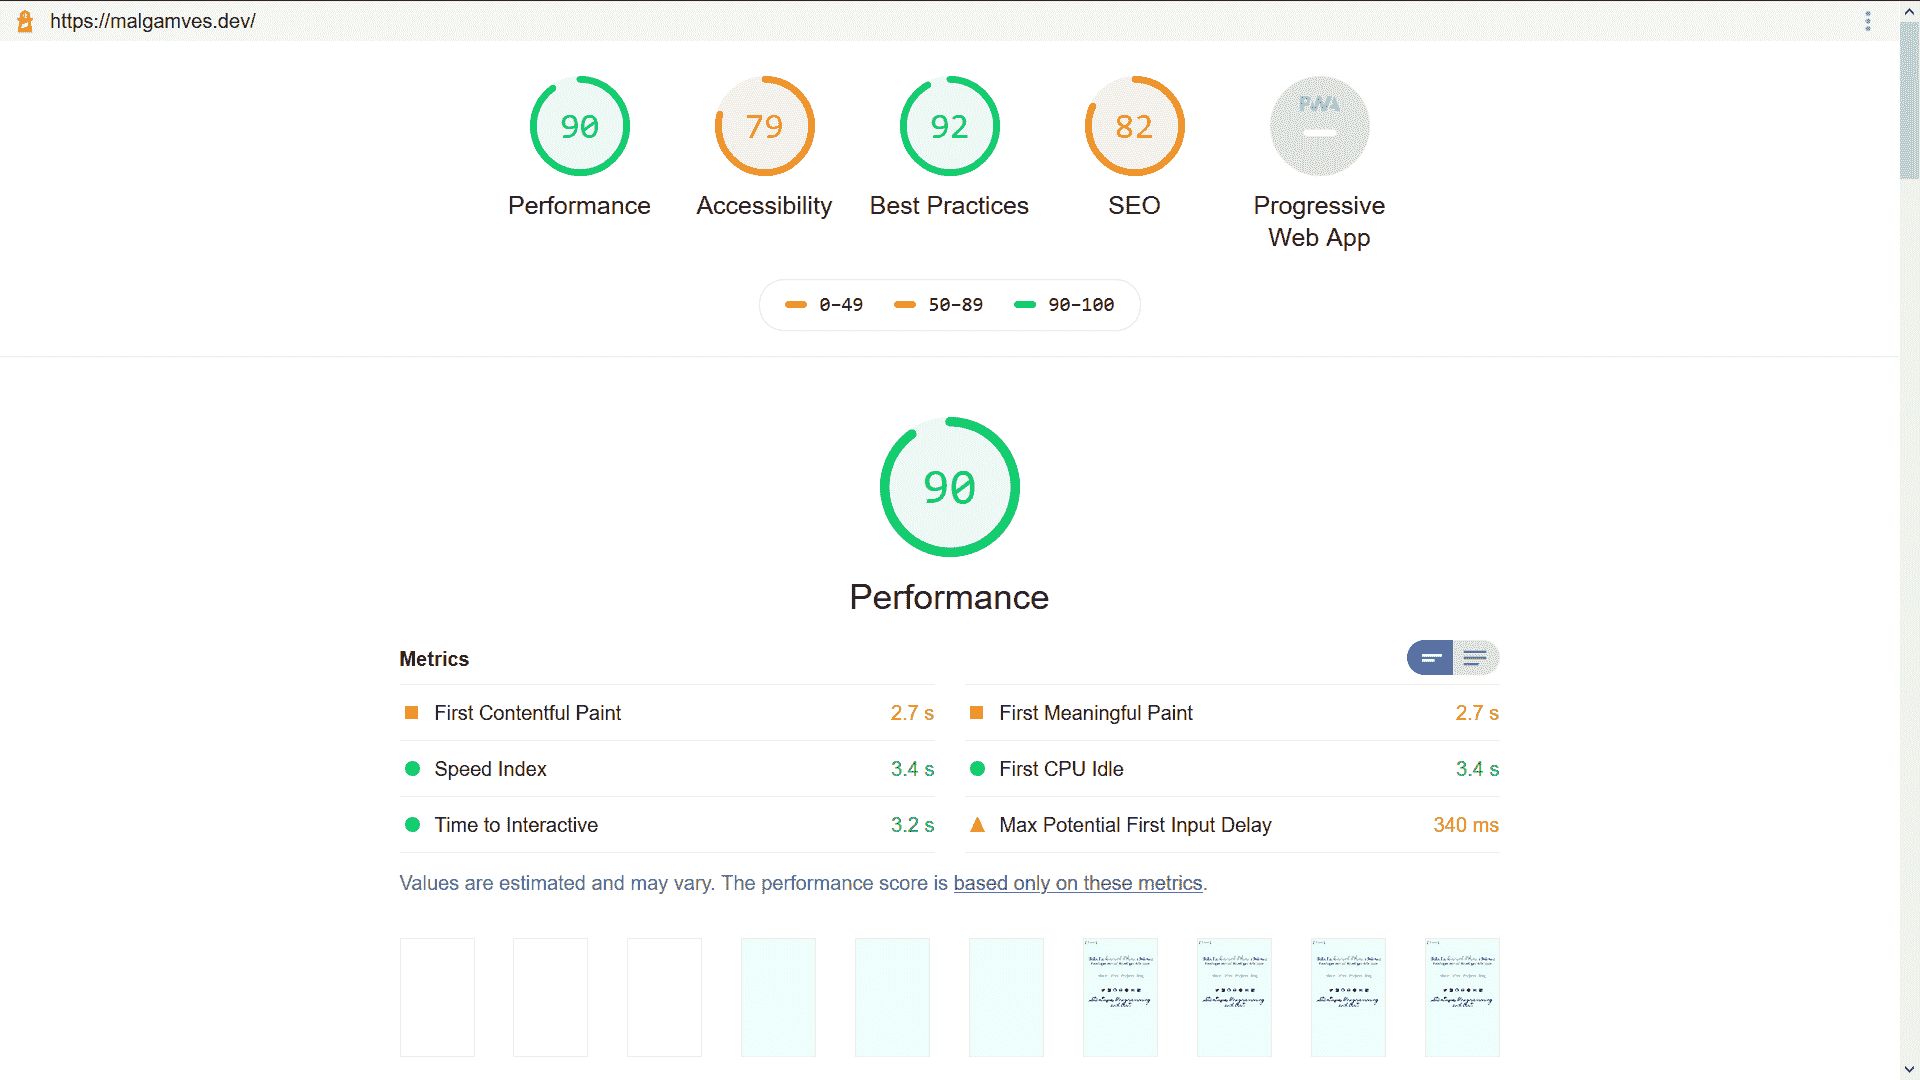 https://malgamves.dev/
90 79 92 82 PWA
Performance Accessibility Best Practices SEO Progressive
Web App
0–49 50–89 90–100
90
Performance
Metrics
First Contentful Paint 2.7 s First Meaningful Paint 2.7 s
Speed Index 3.4 s First CPU Idle 3.4 s
Time to Interactive 3.2 s Max Potential First Input Delay 340 ms
Values are estimated and may vary. The performance score is based only on these metrics.